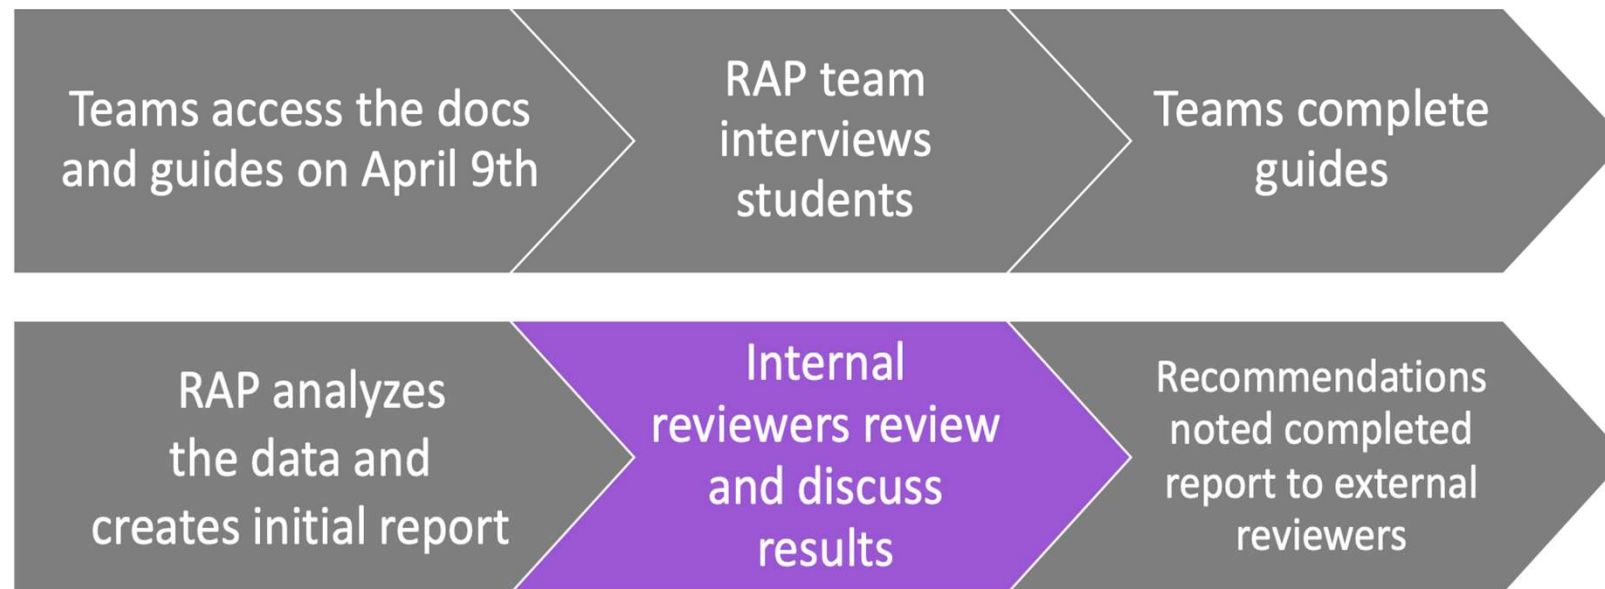 Teams access the docs
and guides on April 9th
RAP team
interviews
students
Teams complete
guides
RAP analyzes
the data and
creates initial report
Internal
reviewers review
and discuss
results
Recommendations
noted completed
report to external
reviewers